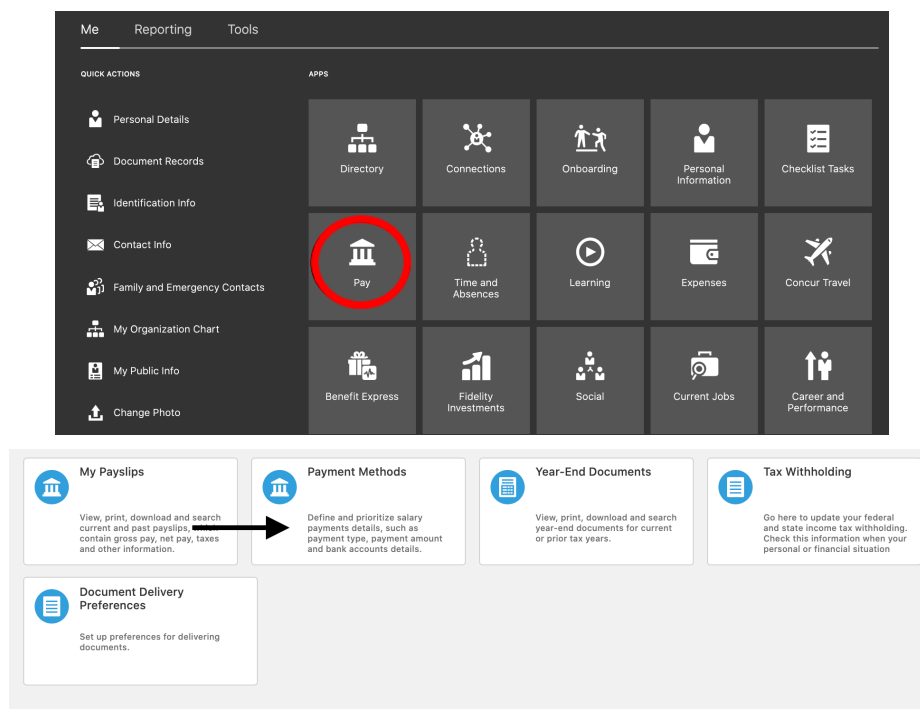 Me Reporting Tools
QUICK ACTIONS
Personal Details
Document Records
Identification Info
Contact Info
Family and Emergency Contacts
My Organization Chart
My Public Info
Change Photo
APPS
Directory
Connections
Onboarding
Personal
Information
Checklist Tasks
Pay
Time and
Absences
Learning
Expenses
Concur Travel
Benefit Express
Fidelity
Investments
Social
Current Jobs
Career and
Performance
My Payslips
View, print, download and search
current and past payslips, which
contain gross pay, net pay, taxes
and other information.
Payment Methods
Define and prioritize salary
payments details, such as
payment type, payment amount
and bank accounts details.
Year-End Documents
View, print, download and search
year-end documents for current
or prior tax years.
Tax Withholding
Go here to update your federal
and state income tax withholding.
Check this information when your
personal or financial situation
Document Delivery
Preferences
Set up preferences for delivering
documents.